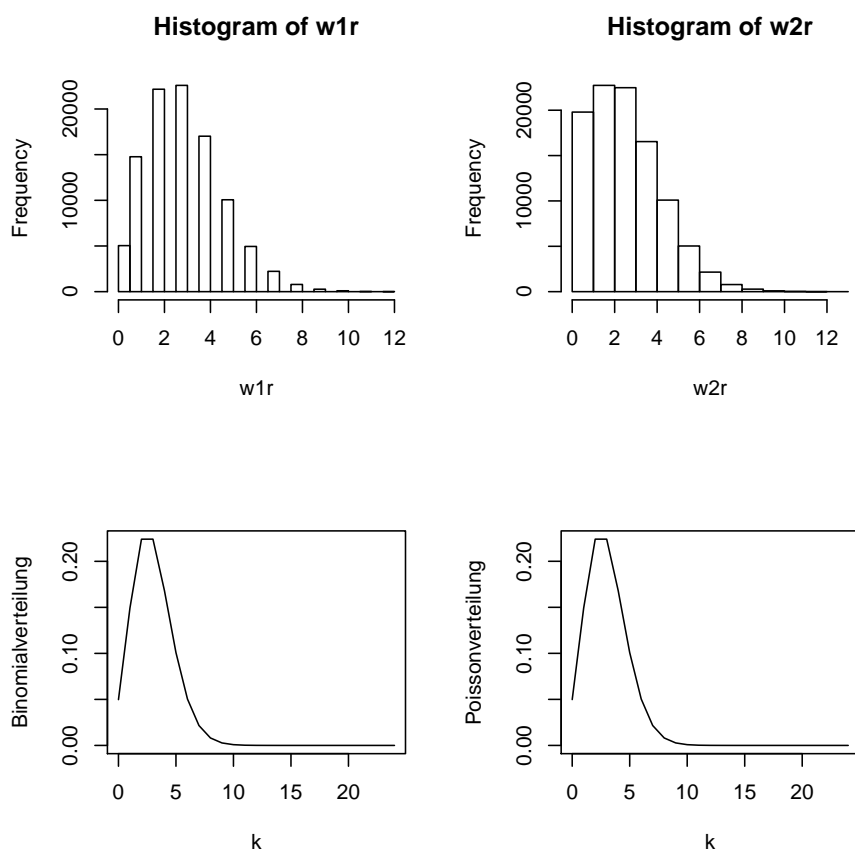 Histogram of w1r
Frequency
0 10000 20000
0 2 4 6 8 10 12
w1r
Histogram of w2r
Frequency
0 10000 20000
0 2 4 6 8 10 12
w2r
Binomialverteilung
0.00 0.10 0.20
0 5 10 15 20
k
Poissonverteilung
0.00 0.10 0.20
0 5 10 15 20
k